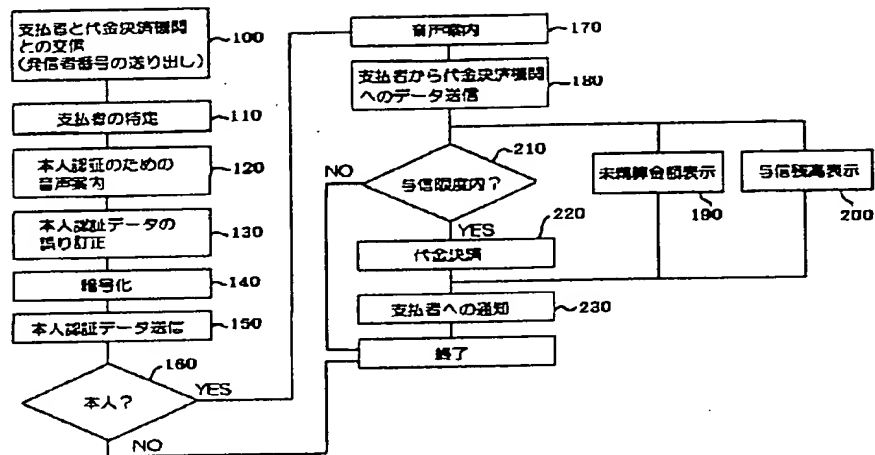 支払者と代金決済機関
との交信
(発信者番号の送り出し)
100
支払者の特定
110
本人認証のための
音声案内
120
本人認証データの
誤り訂正
130
暗号化
140
本人認証データ送信
150
160
本人?
YES
NO
音声案内
170
支払者から代金決済機関
へのデータ送信
180
210
NO
与信限度内?
YES
220
代金決済
未精算金額表示
190
与信残高表示
200
支払者への通知
230
終了